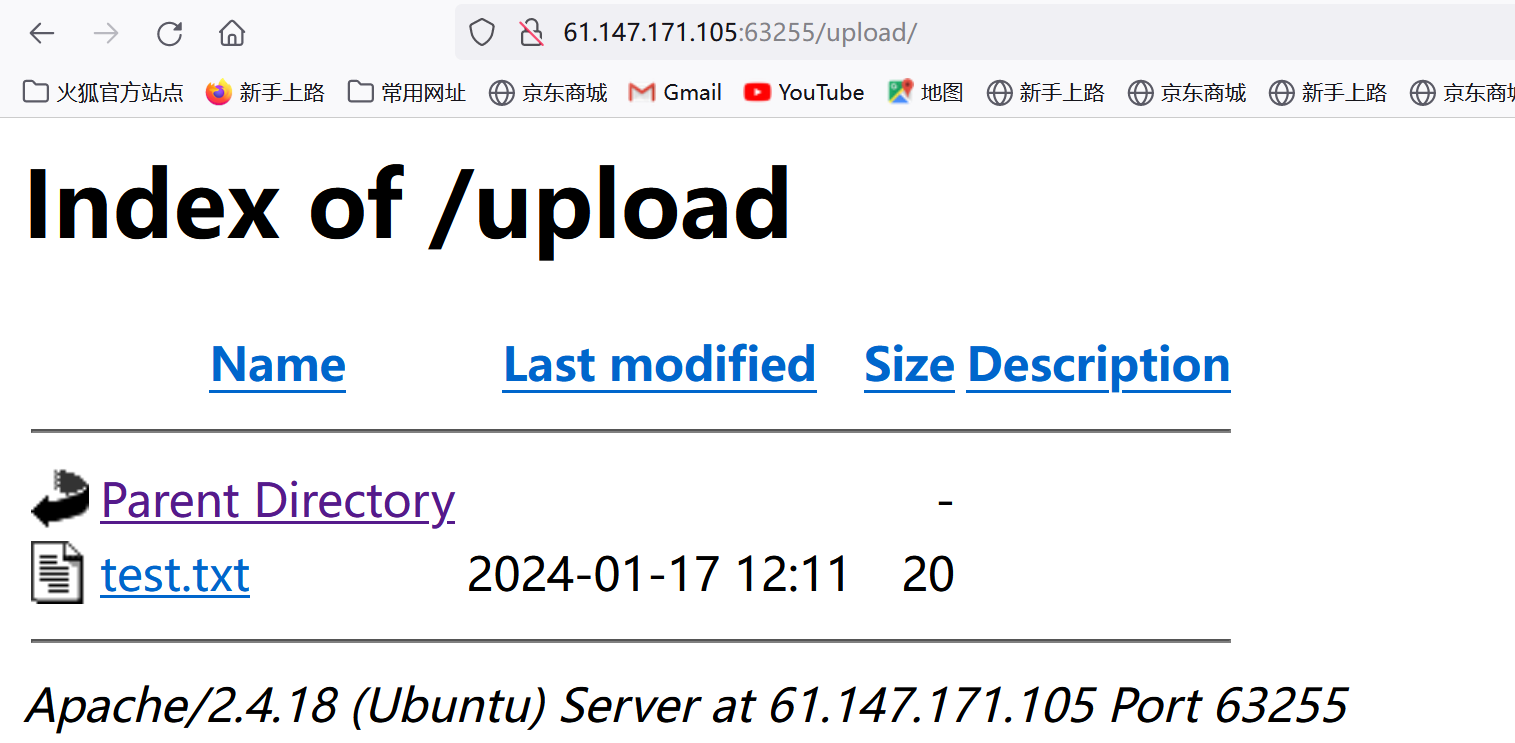 61.147.171.105:63255/upload/
火狐官方站点 新手上路 常用网址 京东商城 Gmail YouTube 地图 新手上路 京东商城 新手上路 京东商
Index of /upload
Name Last modified Size Description
Parent Directory -
test.txt 2024-01-17 12:11 20
Apache/2.4.18 (Ubuntu) Server at 61.147.171.105 Port 63255